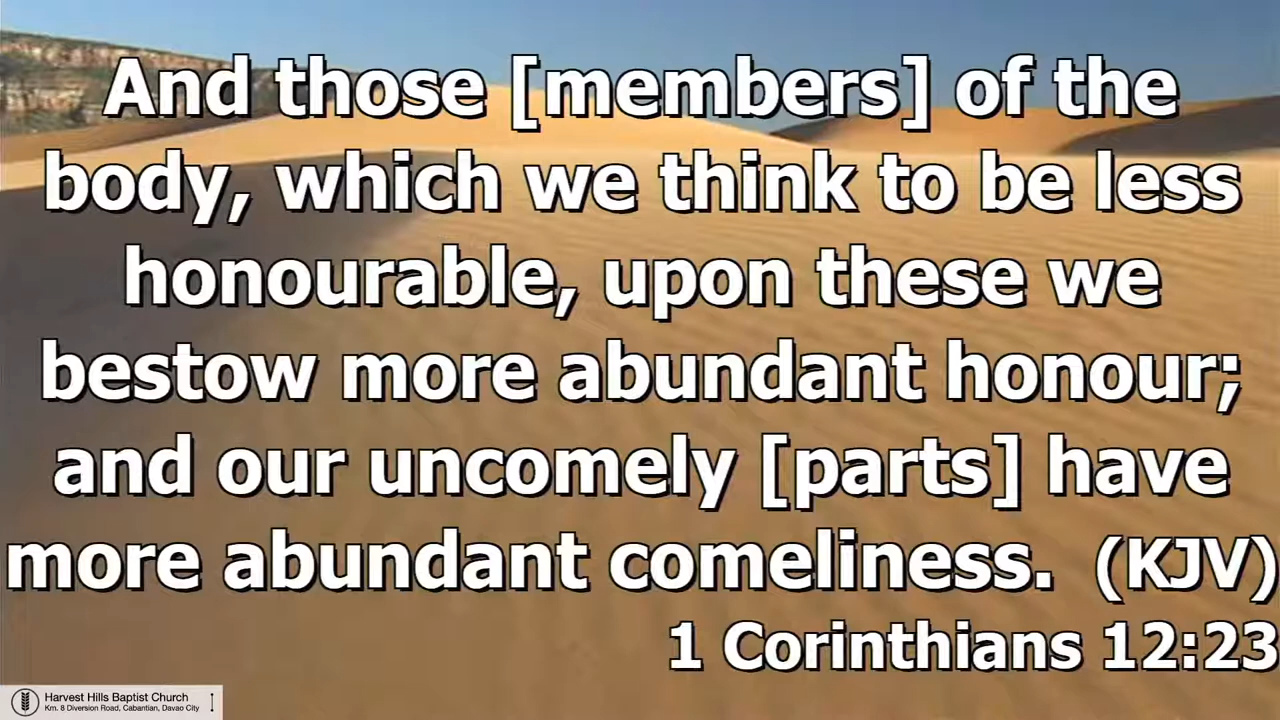 And those [members] of the
body, which we think to be less
honourable, upon these we
bestow more abundant honour;
and our uncomely [parts] have
more abundant comeliness.  (KJV)
1 Corinthians 12:23
Harvest Hills Baptist Church
Km. 8 Diversion Road, Cabantian, Davao City